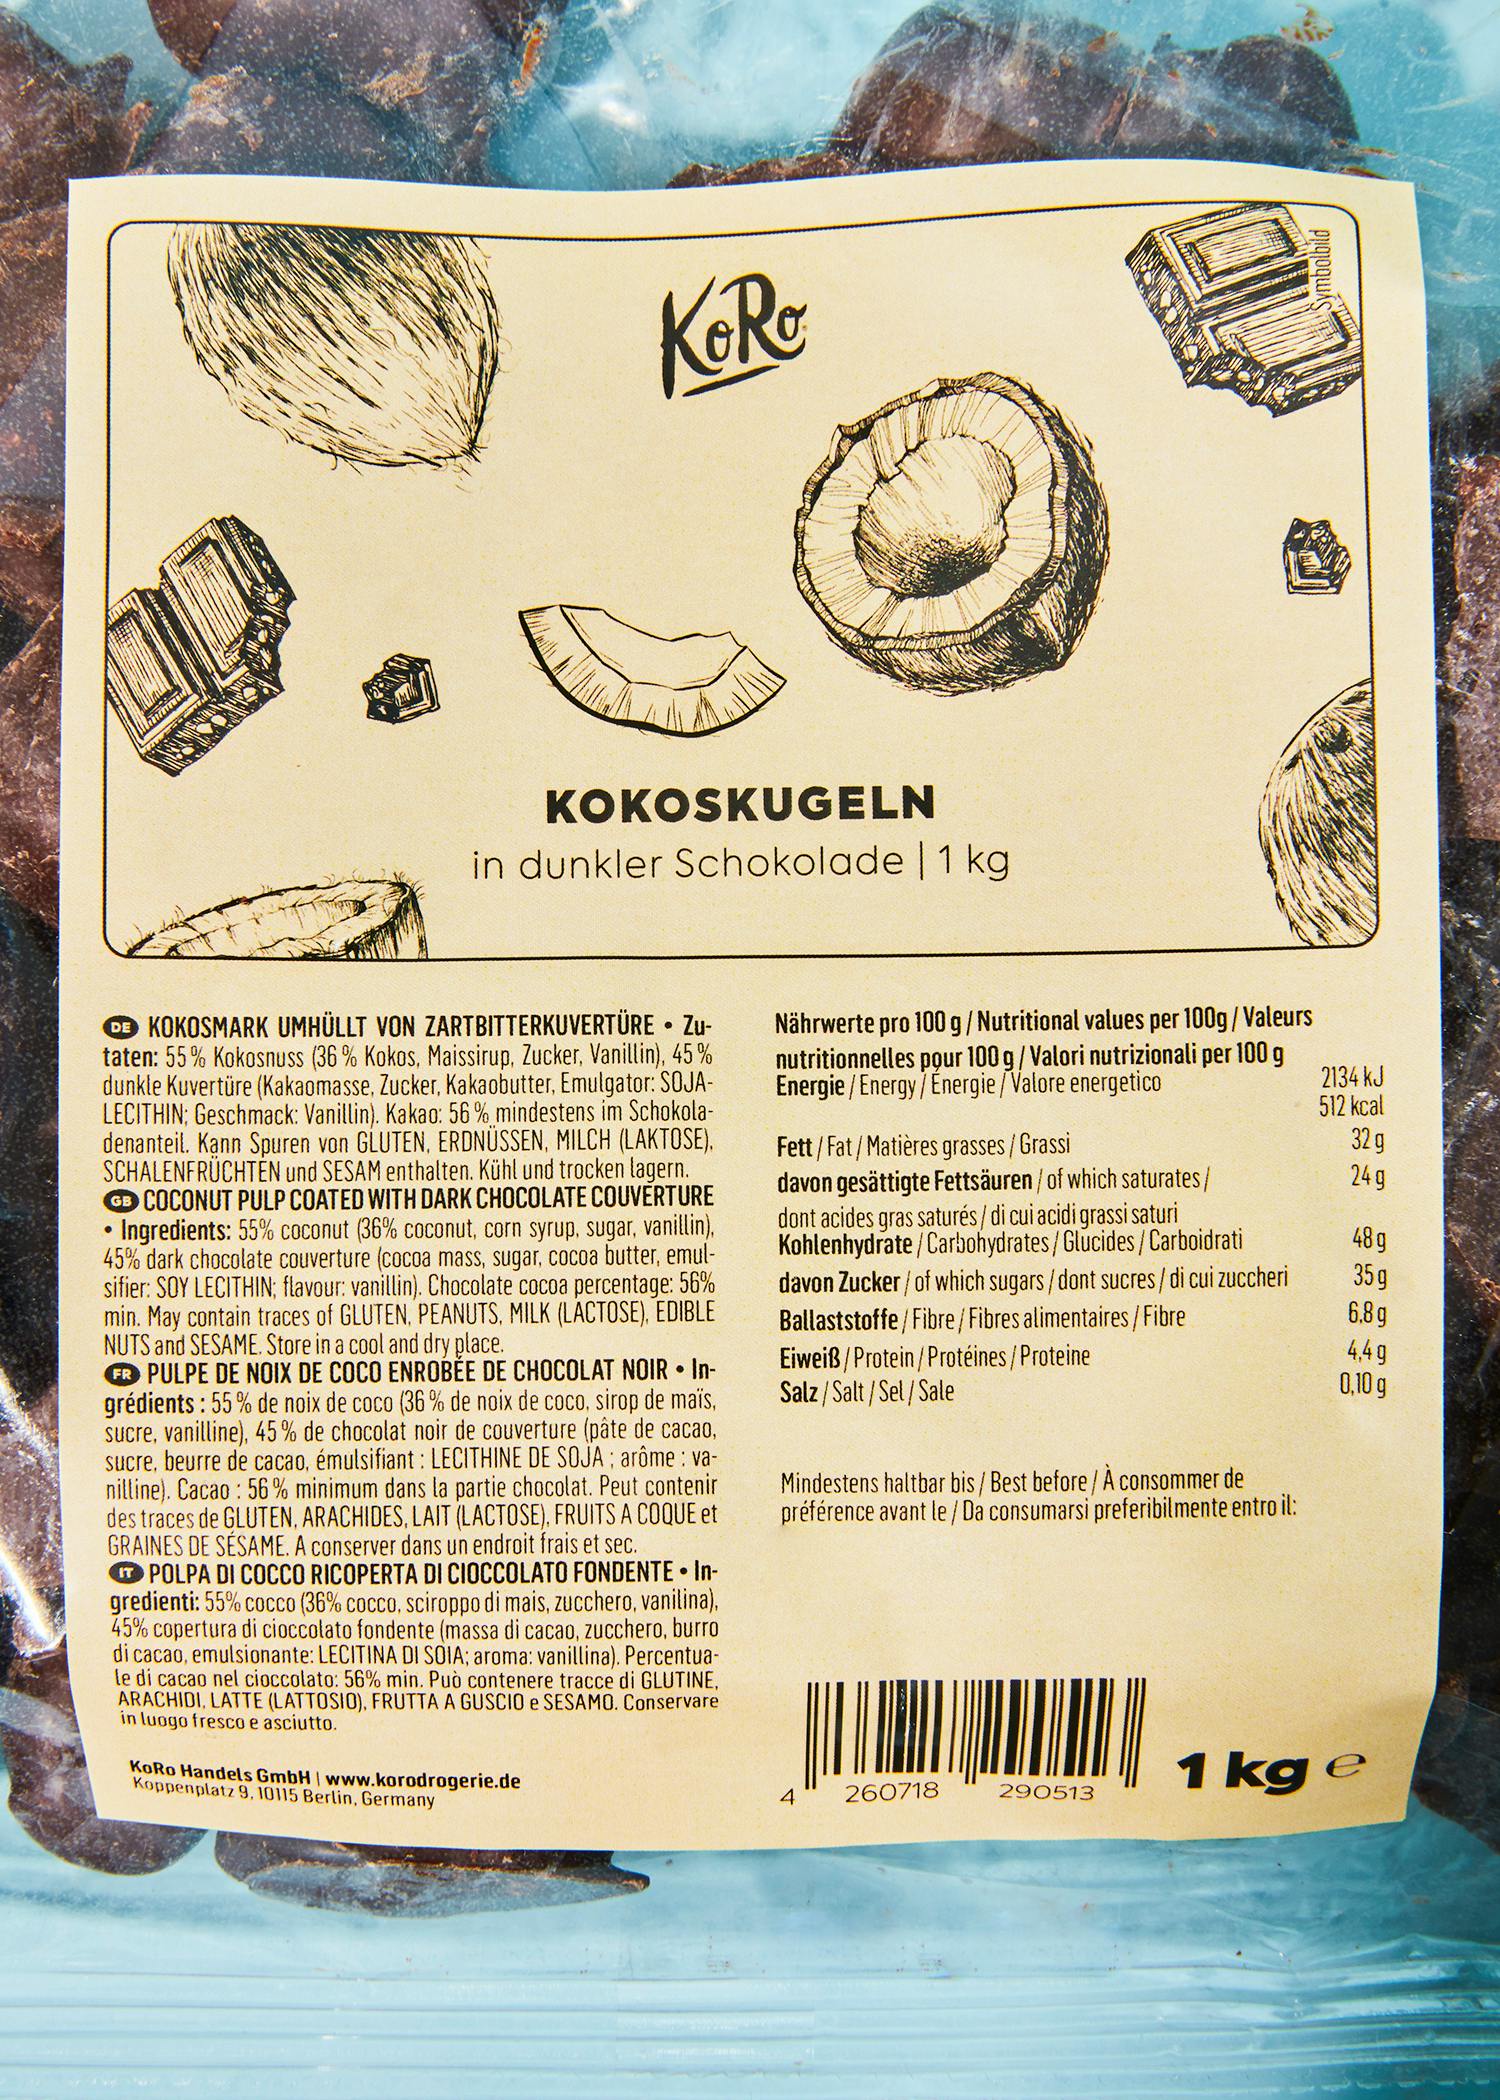 KoRo
Symbolbild
KOKOSKUGELN
in dunkler Schokolade | 1 kg
DE KOKOSMARK UMHÜLLT VON ZARTBITTERKUVERTÜRE • Zu-
taten: 55 % Kokosnuss (36 % Kokos, Maissirup, Zucker, Vanillin), 45 %
dunkle Kuvertüre (Kakaomasse, Zucker, Kakaobutter, Emulgator: SOJA-
LECITHIN; Geschmack: Vanillin). Kakao: 56 % mindestens im Schokola-
denanteil. Kann Spuren von GLUTEN, ERDNÜSSEN, MILCH (LAKTOSE),
SCHALENFRÜCHTEN und SESAM enthalten. Kühl und trocken lagern.
GB COCONUT PULP COATED WITH DARK CHOCOLATE COUVERTURE
• Ingredients: 55% coconut (36% coconut, corn syrup, sugar, vanillin),
45% dark chocolate couverture (cocoa mass, sugar, cocoa butter, emul-
sifier: SOY LECITHIN; flavour: vanillin). Chocolate cocoa percentage: 56%
min. May contain traces of GLUTEN, PEANUTS, MILK (LACTOSE), EDIBLE
NUTS and SESAME. Store in a cool and dry place.
FR PULPE DE NOIX DE COCO ENROBÉE DE CHOCOLAT NOIR • In-
grédients : 55 % de noix de coco (36 % de noix de coco, sirop de maïs,
sucre, vanilline), 45 % de chocolat noir de couverture (pâte de cacao,
sucre, beurre de cacao, émulsifiant : LECITHINE DE SOJA ; arôme : va-
nilline). Cacao : 56 % minimum dans la partie chocolat. Peut contenir
des traces de GLUTEN, ARACHIDES, LAIT (LACTOSE), FRUITS A COQUE et
GRAINES DE SÉSAME. A conserver dans un endroit frais et sec.
IT POLPA DI COCCO RICOPERTA DI CIOCCOLATO FONDENTE • In-
gredienti: 55% cocco (36% cocco, sciroppo di mais, zucchero, vanilina),
45% copertura di cioccolato fondente (massa di cacao, zucchero, burro
di cacao, emulsionante: LECITINA DI SOIA; aroma: vanillina). Percentua-
le di cacao nel cioccolato: 56% min. Può contenere tracce di GLUTINE,
ARACHIDI, LATTE (LATTOSIO), FRUTTA A GUSCIO e SESAMO. Conservare
in luogo fresco e asciutto.
KoRo Handels GmbH | www.korodrogerie.de
Koppenplatz 9, 10115 Berlin, Germany
Nährwerte pro 100 g / Nutritional values per 100g / Valeurs
nutritionnelles pour 100 g / Valori nutrizionali per 100 g
Energie / Energy / Énergie / Valore energetico 2134 kJ
512 kcal
Fett / Fat / Matières grasses / Grassi 32 g
davon gesättigte Fettsäuren / of which saturates / 24 g
dont acides gras saturés / di cui acidi grassi saturi
Kohlenhydrate / Carbohydrates / Glucides / Carboidrati 48 g
davon Zucker / of which sugars / dont sucres / di cui zuccheri 35 g
Ballaststoffe / Fibre / Fibres alimentaires / Fibre 6,8 g
Eiweiß / Protein / Protéines / Proteine 4,4 g
Salz / Salt / Sel / Sale 0,10 g
Mindestens haltbar bis / Best before / À consommer de
préférence avant le / Da consumarsi preferibilmente entro il:
4 260718 290513
1 kg e